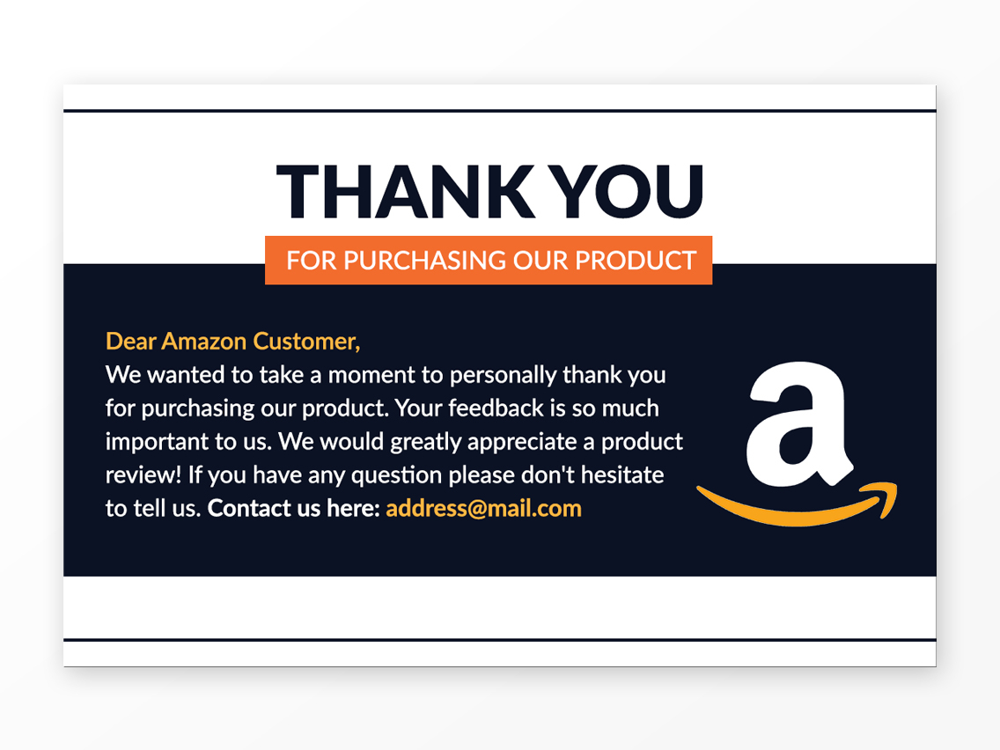 THANK YOU
FOR PURCHASING OUR PRODUCT
Dear Amazon Customer,
We wanted to take a moment to personally thank you
for purchasing our product. Your feedback is so much
important to us. We would greatly appreciate a product
review! If you have any question please don't hesitate
to tell us. Contact us here: address@mail.com
a